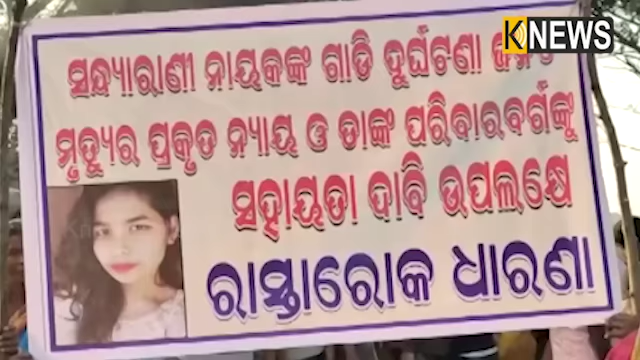 KNEWS
ସନ୍ଧ୍ୟାରାଣୀ ନାୟକଙ୍କ ଗାଡି ଦୁର୍ଘଟଣା
ମୃତ୍ୟୁର ପ୍ରକୃତ ନ୍ୟାୟ ଓ ତାଙ୍କ ପରିବାରବର୍ଗଙ୍କୁ
ସହାୟତା ଦାବି ଉପଲକ୍ଷେ
ରାସ୍ତାରୋକ ଧାରଣା